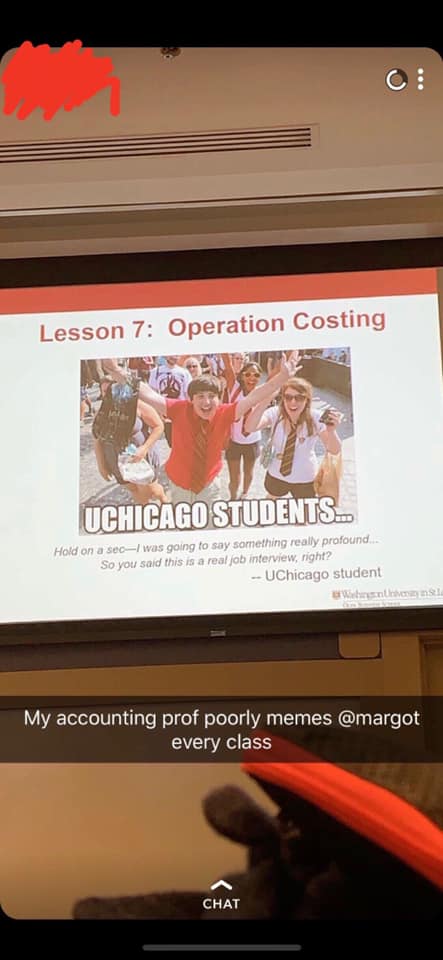 Lesson 7: Operation Costing
UCHICAGO STUDENTS...
Hold on a sec—I was going to say something really profound...
So you said this is a real job interview, right?
-- UChicago student
Washington University in St.L
My accounting prof poorly memes @margot
every class
CHAT